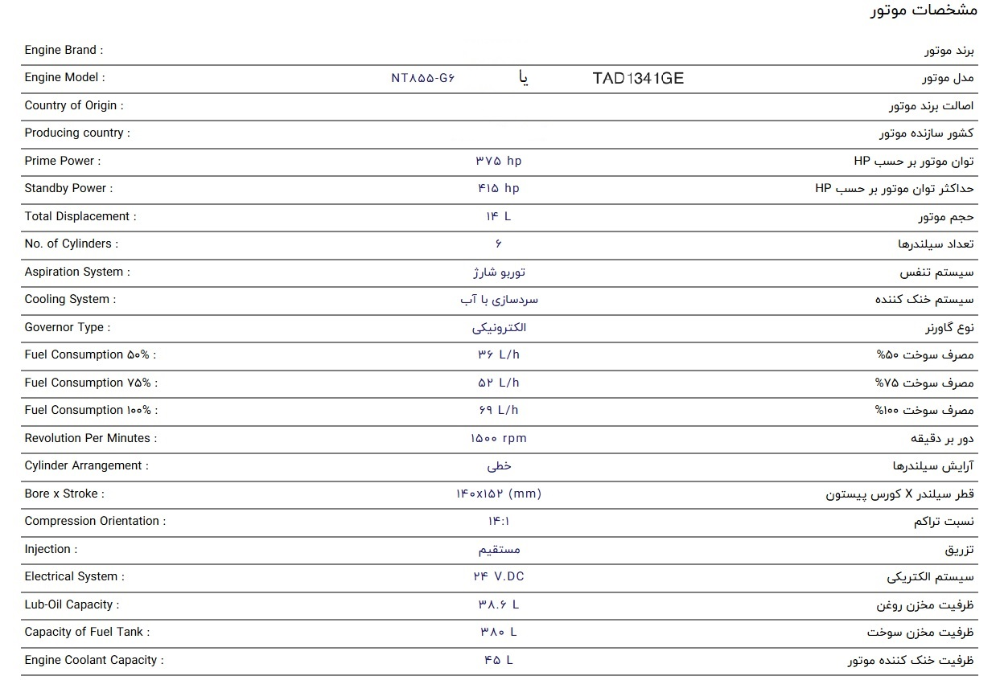 مشخصات موتور
Engine Brand : برند موتور
Engine Model : NT۸۵۵-G۶ یا TAD1341GE مدل موتور
Country of Origin : اصالت برند موتور
Producing country : کشور سازنده موتور
Prime Power : ۳۷۵ hp توان موتور بر حسب HP
Standby Power : ۴۱۵ hp حداکثر توان موتور بر حسب HP
Total Displacement : ۱۴ L حجم موتور
No. of Cylinders : ۶ تعداد سیلندرها
Aspiration System : توربو شارژ سیستم تنفس
Cooling System : سردسازی با آب سیستم خنک کننده
Governor Type : الکترونیکی نوع گاورنر
Fuel Consumption ۵۰% : ۳۶ L/h مصرف سوخت ۵۰%
Fuel Consumption ۷۵% : ۵۲ L/h مصرف سوخت ۷۵%
Fuel Consumption ۱۰۰% : ۶۹ L/h مصرف سوخت ۱۰۰%
Revolution Per Minutes : ۱۵۰۰ rpm دور بر دقیقه
Cylinder Arrangement : خطی آرایش سیلندرها
Bore x Stroke : ۱۴۰x۱۵۲ (mm) قطر سیلندر X کورس پیستون
Compression Orientation : ۱۴:۱ نسبت تراکم
Injection : مستقیم تزریق
Electrical System : ۲۴ V.DC سیستم الکتریکی
Lub-Oil Capacity : ۳۸.۶ L ظرفیت مخزن روغن
Capacity of Fuel Tank : ۳۸۰ L ظرفیت مخزن سوخت
Engine Coolant Capacity : ۴۵ L ظرفیت خنک کننده موتور